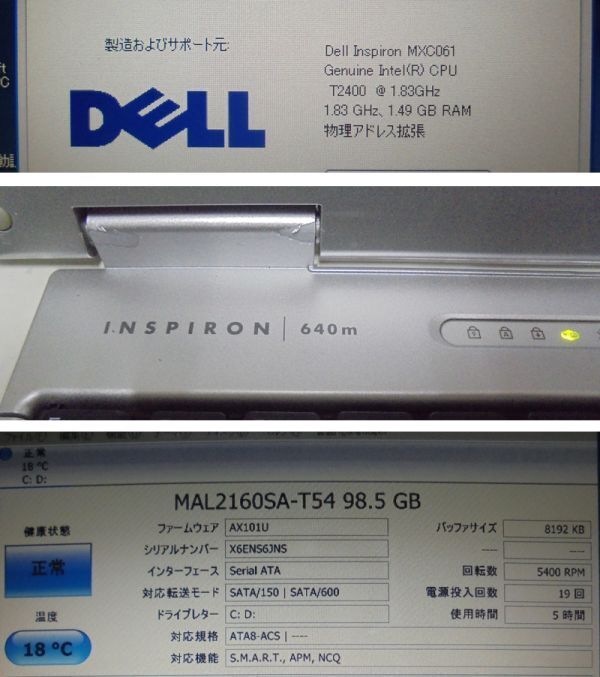 製造およびサポート元:
DELL
Dell Inspiron MXC061
Genuine Intel(R) CPU
T2400 @ 1.83GHz
1.83 GHz、1.49 GB RAM
物理アドレス拡張
INSPIRON | 640m
正常
18 °C
C: D:
MAL2160SA-T54 98.5 GB
健康状態
正常
温度
18 °C
ファームウェア AX101U
シリアルナンバー X6ENS6JNS
インターフェース Serial ATA
対応転送モード SATA/150 | SATA/600
ドライブレター C: D:
対応規格 ATA8-ACS | ----
対応機能 S.M.A.R.T., APM, NCQ
バッファサイズ 8192 KB
---- ----
回転数 5400 RPM
電源投入回数 19 回
使用時間 5 時間